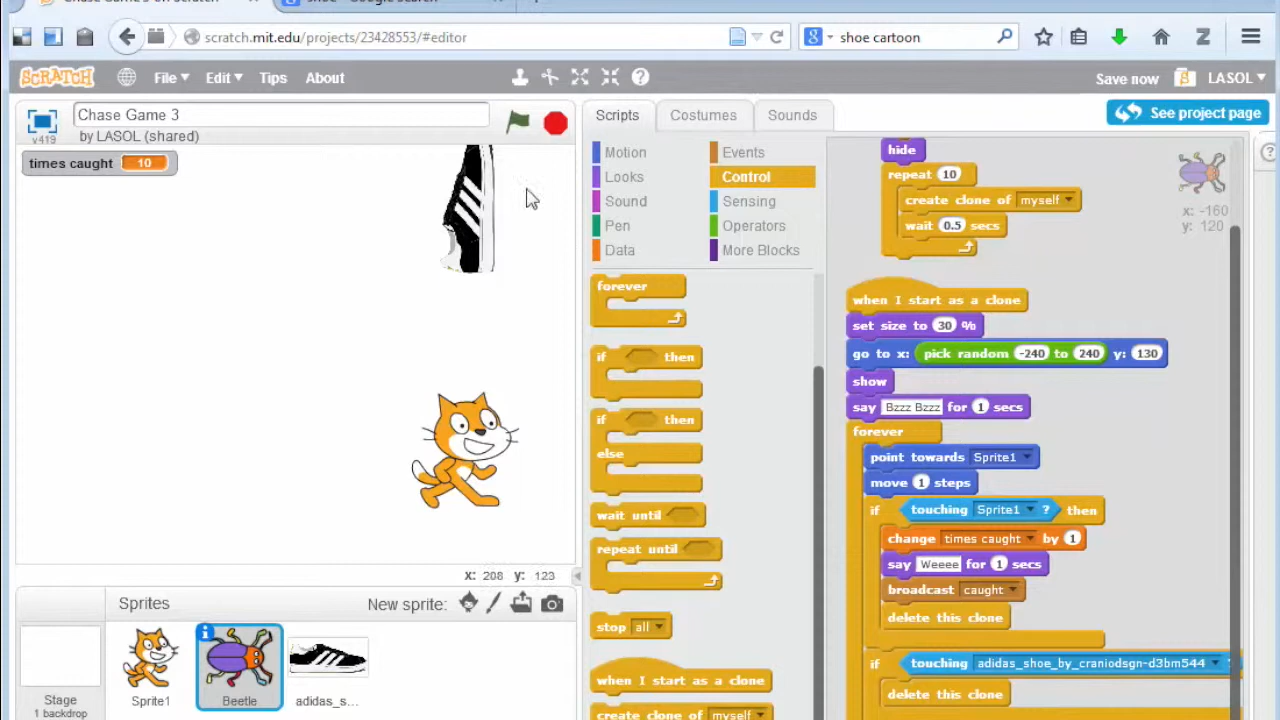 scratch.mit.edu/projects/23428553/#editor
shoe cartoon
SCRATCH
File
Edit
Tips
About
Save now
LASOL
Chase Game 3
by LASOL (shared)
v419
times caught 10
Scripts
Costumes
Sounds
See project page
Motion
Events
Looks
Control
Sound
Sensing
Pen
Operators
Data
More Blocks
forever
if then
if then
else
wait until
repeat until
stop all
when I start as a clone
create clone of myself
hide
repeat 10
create clone of myself
wait 0.5 secs
when I start as a clone
set size to 30 %
go to x: pick random -240 to 240 y: 130
show
say Bzzz Bzzz for 1 secs
forever
point towards Sprite1
move 1 steps
if touching Sprite1 ? then
change times caught by 1
say Weeee for 1 secs
broadcast caught
delete this clone
if touching adidas_shoe_by_craniodsgn-d3bm544
delete this clone
x: -160
y: 120
x: 208 y: 123
Sprites
New sprite:
Stage
1 backdrop
Sprite1
Beetle
adidas_s...